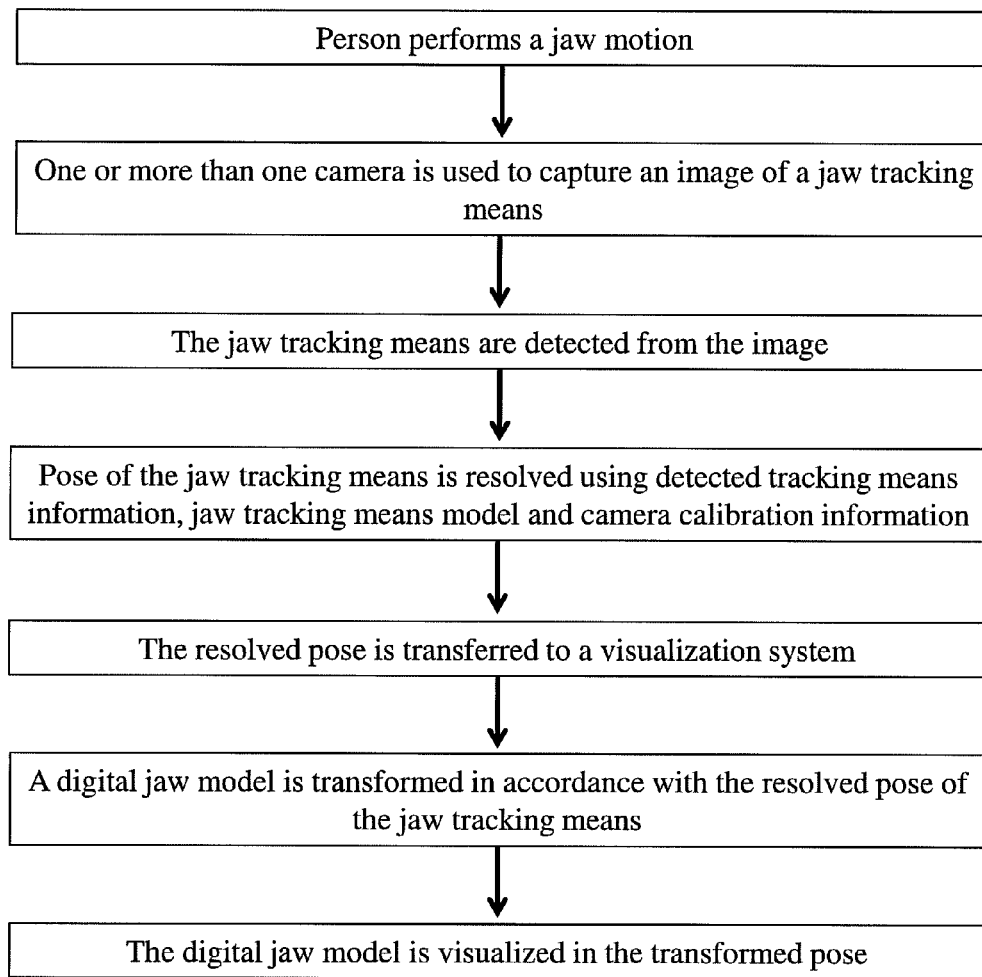 Person performs a jaw motion
One or more than one camera is used to capture an image of a jaw tracking
means
The jaw tracking means are detected from the image
Pose of the jaw tracking means is resolved using detected tracking means
information, jaw tracking means model and camera calibration information
The resolved pose is transferred to a visualization system
A digital jaw model is transformed in accordance with the resolved pose of
the jaw tracking means
The digital jaw model is visualized in the transformed pose